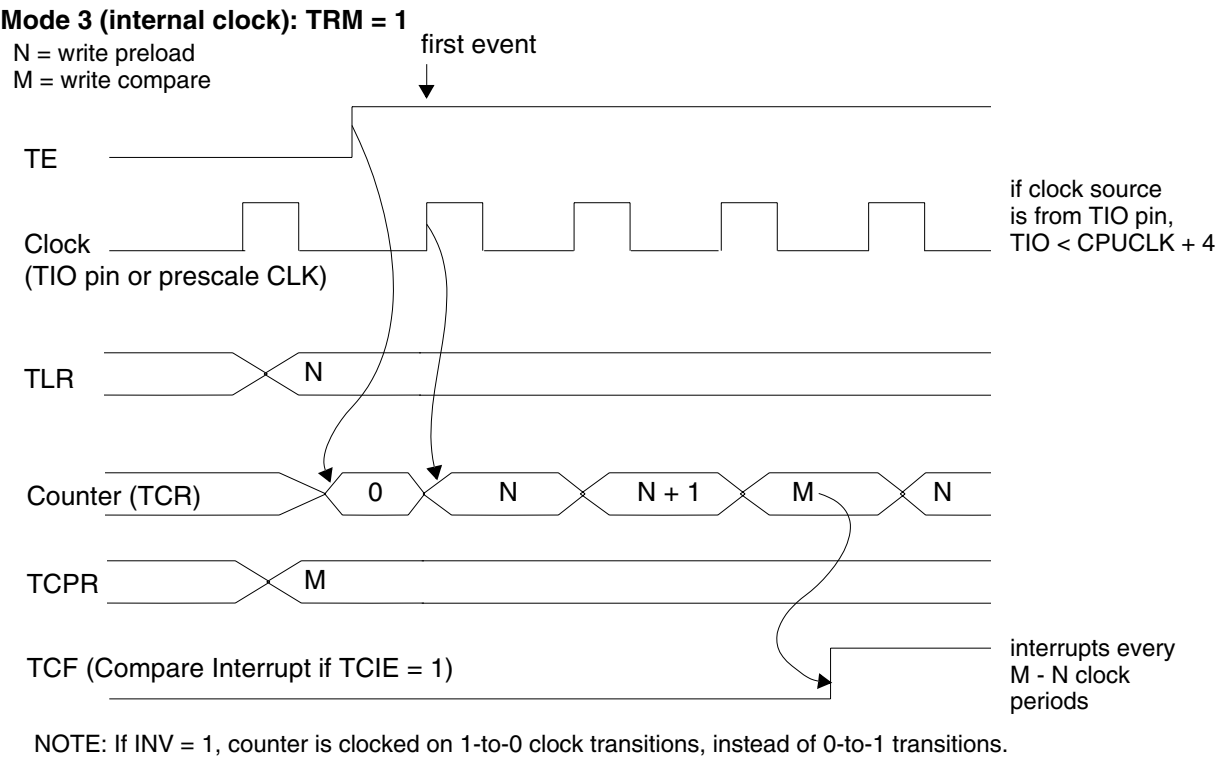 Mode 3 (internal clock): TRM = 1
N = write preload
M = write compare
first event
TE
if clock source
is from TIO pin,
TIO < CPUCLK + 4
Clock
(TIO pin or prescale CLK)
TLR
N
Counter (TCR)
0
N
N + 1
M
N
TCPR
M
TCF (Compare Interrupt if TCIE = 1)
interrupts every
M - N clock
periods
NOTE: If INV = 1, counter is clocked on 1-to-0 clock transitions, instead of 0-to-1 transitions.